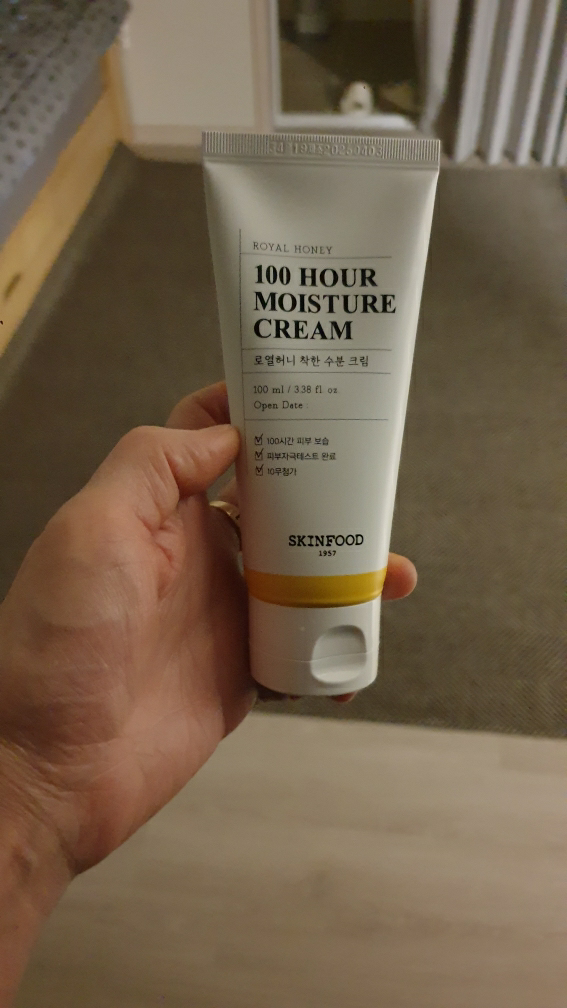 ROYAL HONEY
100 HOUR
MOISTURE
CREAM
로열허니 착한 수분 크림
100 ml / 3.38 fl. oz.
Open Date :
100시간 피부 보습
피부자극테스트 완료
10무첨가
SKINFOOD
1957